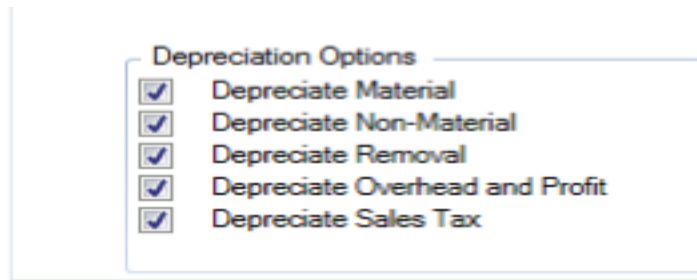 Depreciation Options
Depreciate Material
Depreciate Non-Material
Depreciate Removal
Depreciate Overhead and Profit
Depreciate Sales Tax